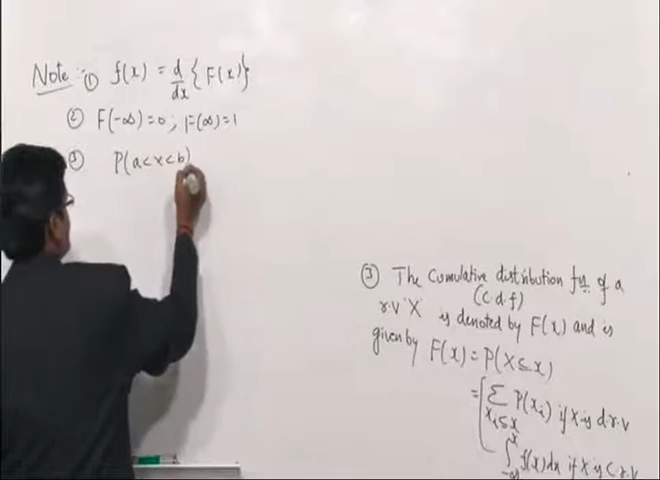 Note :- ① f(x) = d/dx {F(x)}
② F(-∞)=0 ; F(∞)=1
③ P(a<x<b)
③ The Cumulative distribution fn. of a
(C.d.f)
r.v 'X' is denoted by F(x) and is
given by F(x) = P(X≤x)
= { ∑ xi≤x P(xi) if X is d.r.v
∫ -∞ x f(x)dx if X is C.r.v